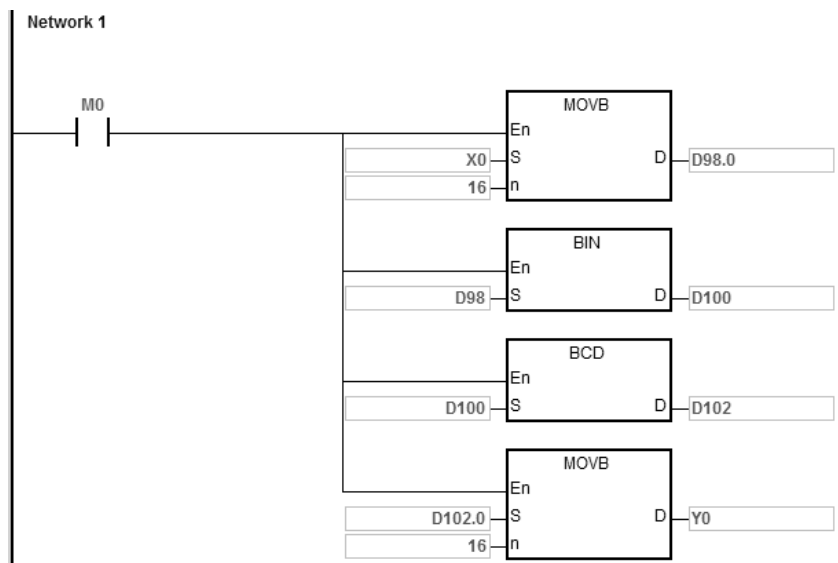 Network 1
M0
MOVB
En
X0 S D D98.0
16 n
BIN
En
D98 S D D100
BCD
En
D100 S D D102
MOVB
En
D102.0 S D Y0
16 n